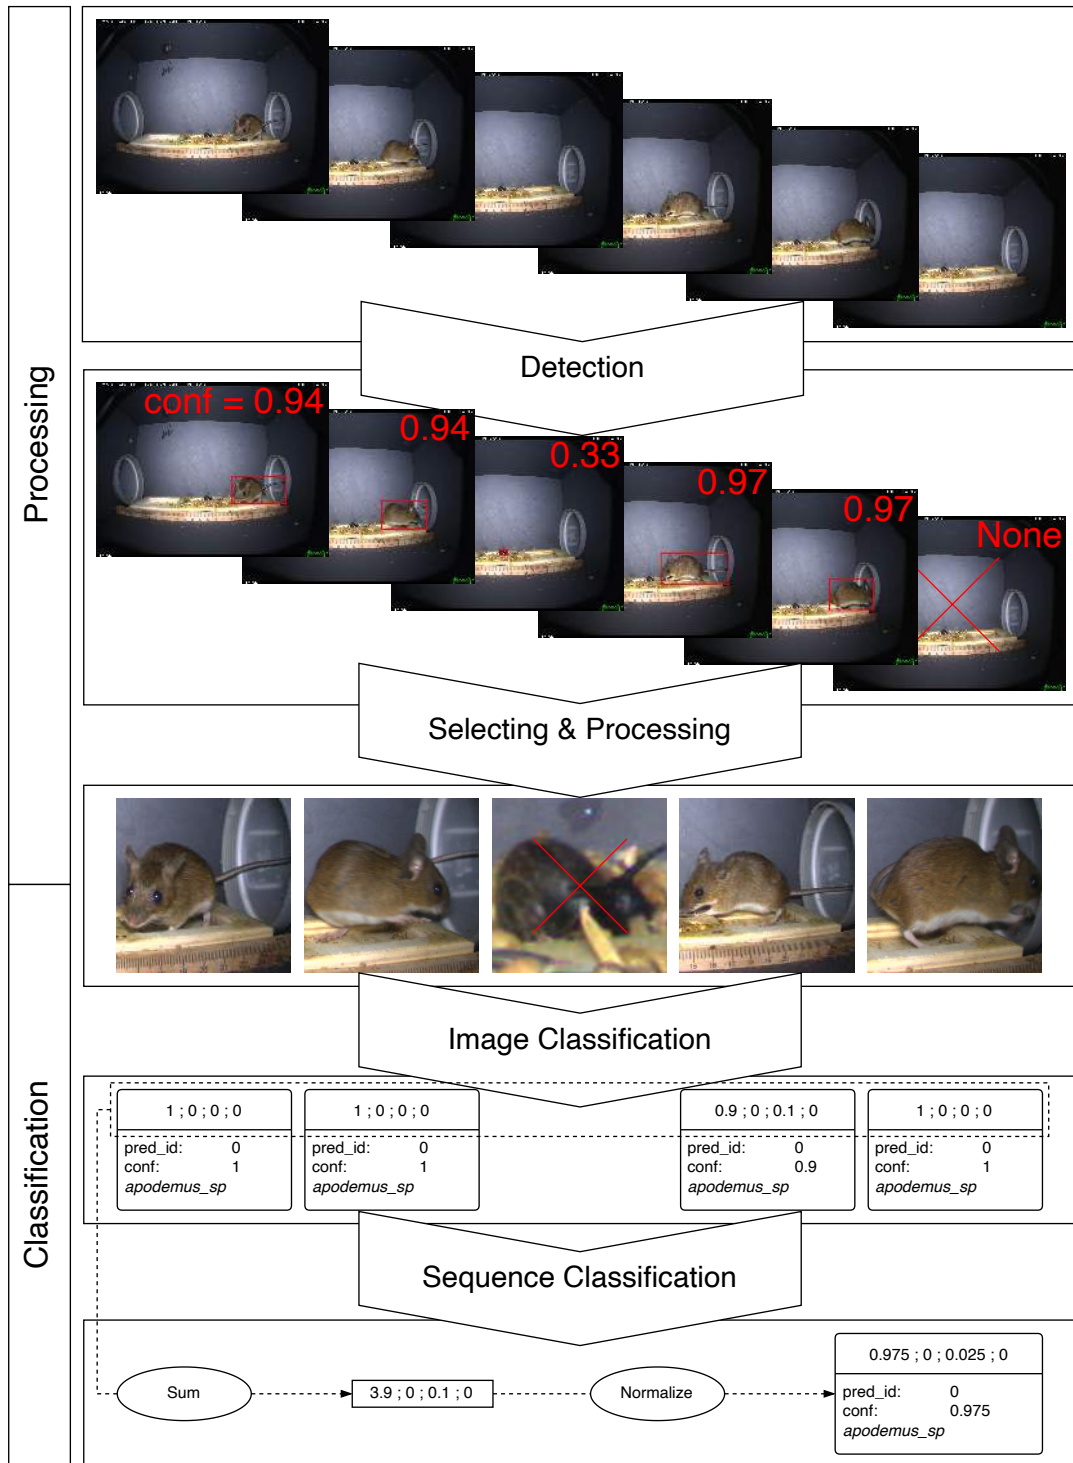 Processing
Detection
conf = 0.94
0.94
0.33
0.97
0.97
None
Selecting & Processing
Classification
Image Classification
1 ; 0 ; 0 ; 0
pred_id: 0
conf: 1
apodemus_sp
1 ; 0 ; 0 ; 0
pred_id: 0
conf: 1
apodemus_sp
0.9 ; 0 ; 0.1 ; 0
pred_id: 0
conf: 0.9
apodemus_sp
1 ; 0 ; 0 ; 0
pred_id: 0
conf: 1
apodemus_sp
Sequence Classification
Sum
3.9 ; 0 ; 0.1 ; 0
Normalize
0.975 ; 0 ; 0.025 ; 0
pred_id: 0
conf: 0.975
apodemus_sp